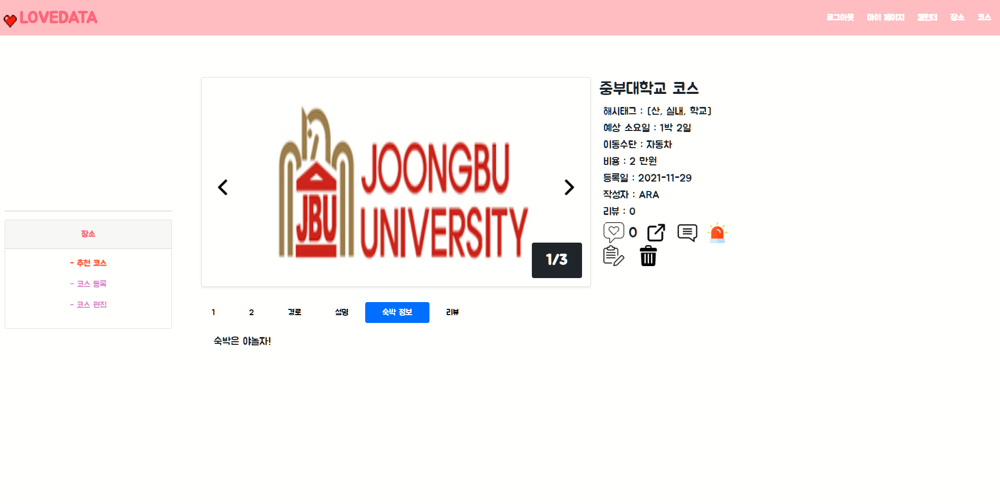 LOVEDATA
로그아웃 마이 페이지 캘린더 장소 코스
장소
- 추천 코스
- 코스 등록
- 코스 편집
JBU
JOONGBU
UNIVERSITY
1/3
중부대학교 코스
해시태그 : [산, 실내, 학교]
예상 소요일 : 1박 2일
이동수단 : 자동차
비용 : 2 만원
등록일 : 2021-11-29
작성자 : ARA
리뷰 : 0
0
1 2 경로 설명 숙박 정보 리뷰
숙박은 야놀자!